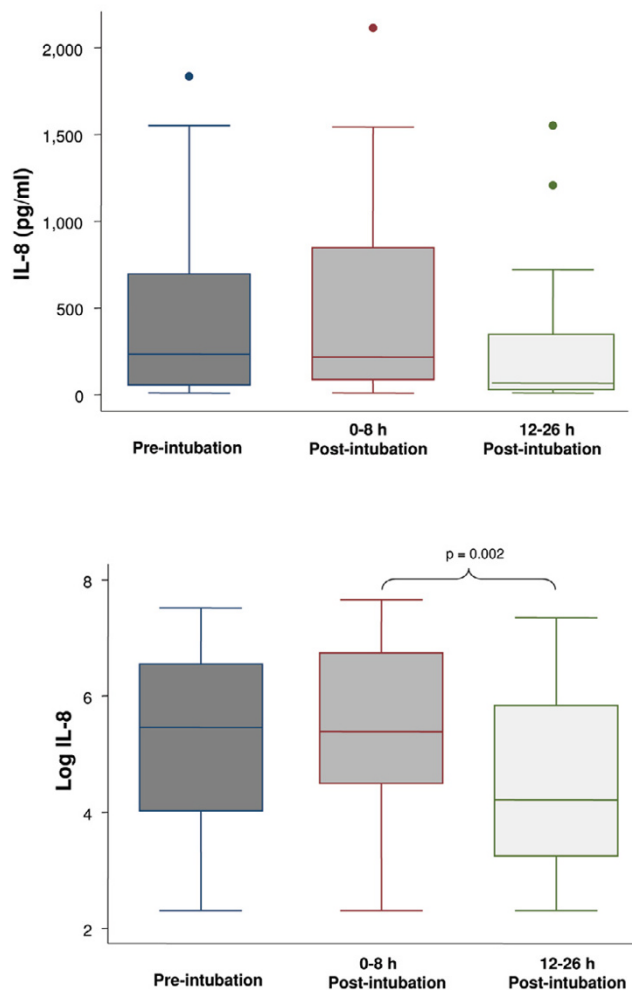 2,000
1,500
1,000
500
0
IL-8 (pg/ml)
Pre-intubation
0-8 h
Post-intubation
12-26 h
Post-intubation
p = 0.002
8
6
4
2
Log IL-8
Pre-intubation
0-8 h
Post-intubation
12-26 h
Post-intubation